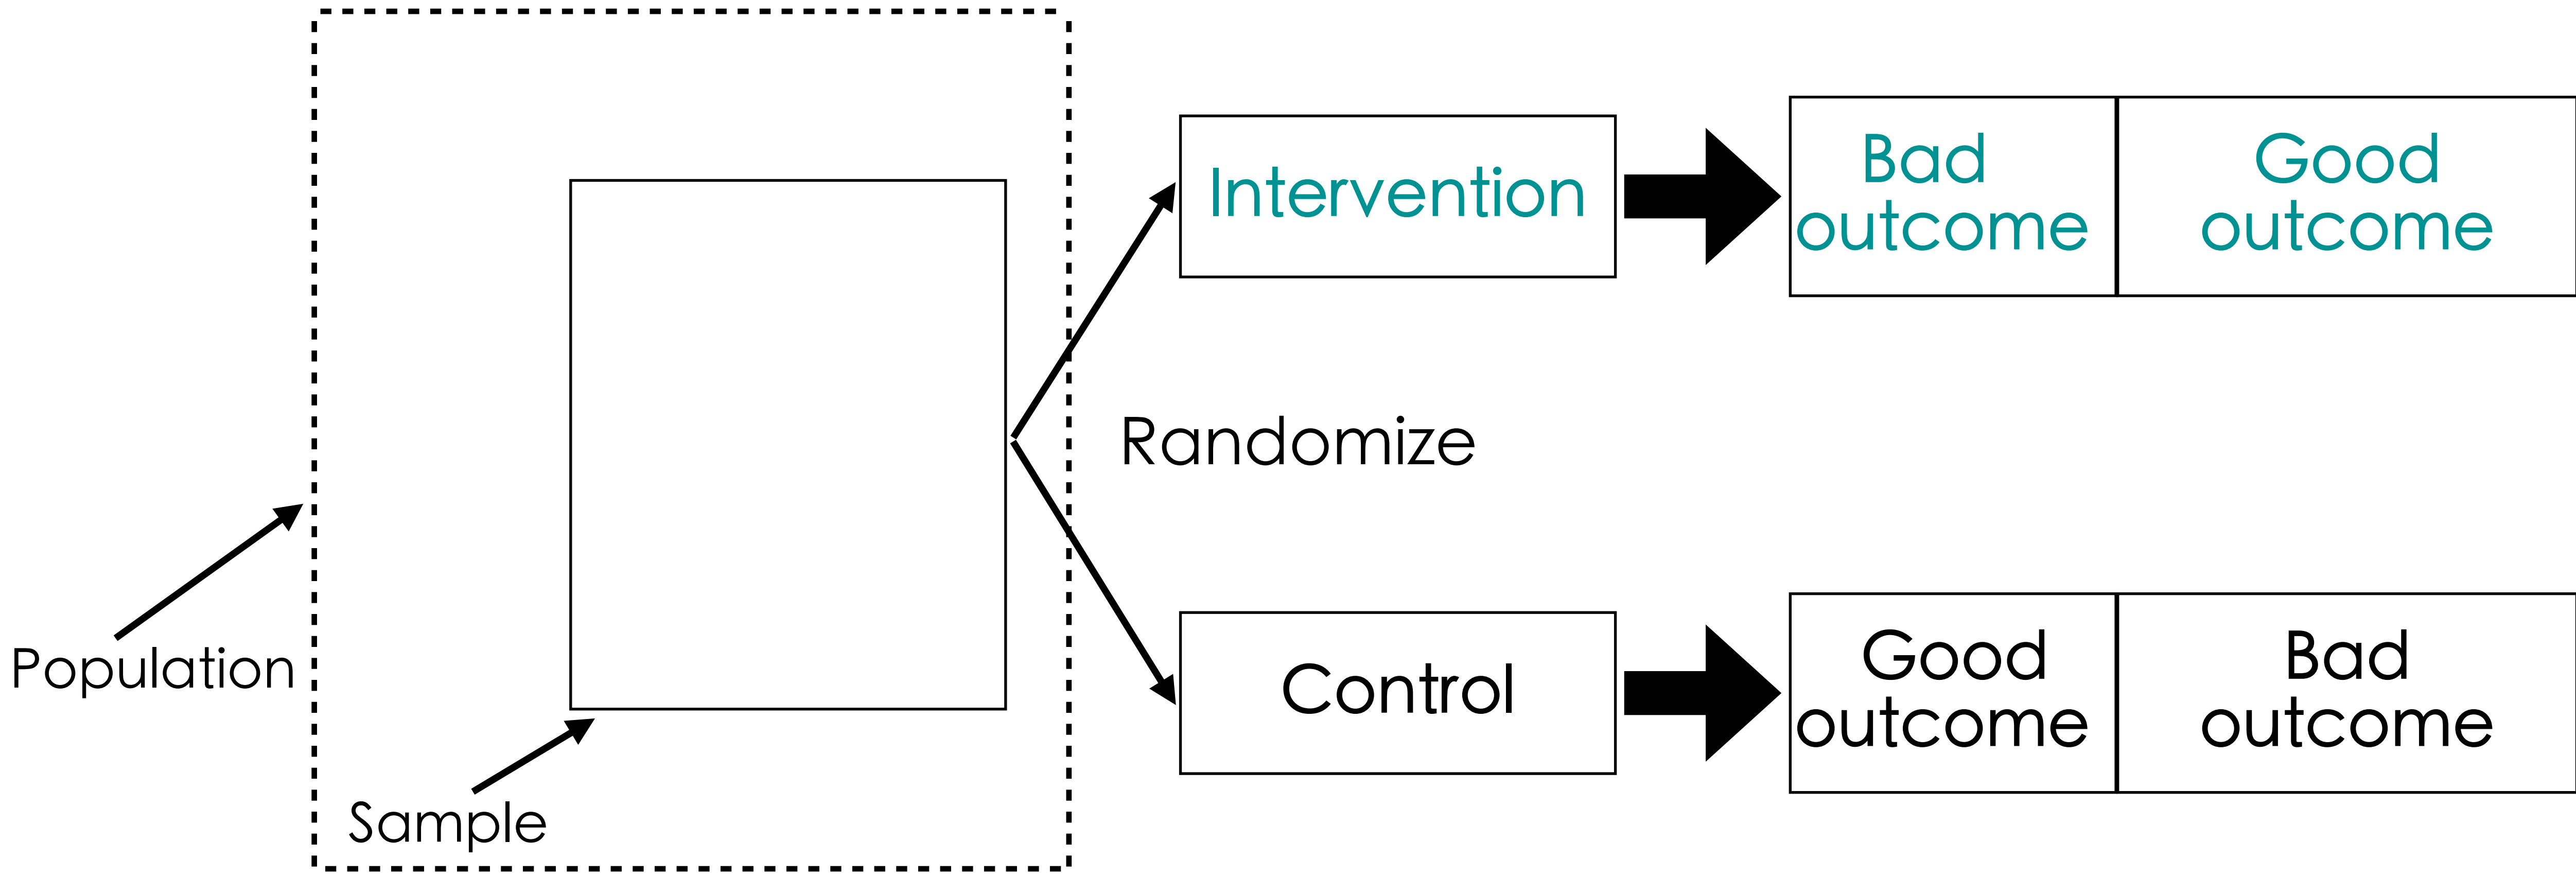 Population
Sample
Randomize
Intervention
Bad
outcome
Good
outcome
Control
Good
outcome
Bad
outcome